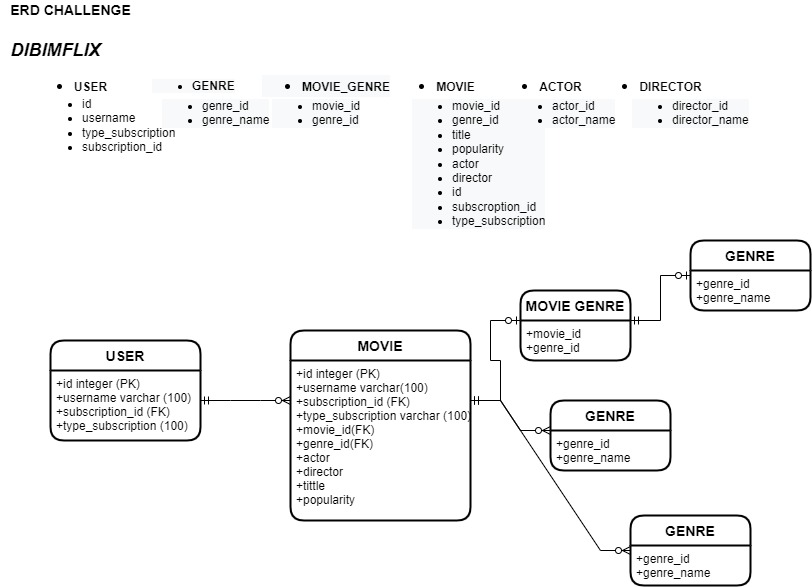 ERD CHALLENGE
DIBIMFLIX
USER
id
username
type_subscription
subscription_id
GENRE
genre_id
genre_name
MOVIE_GENRE
movie_id
genre_id
MOVIE
movie_id
genre_id
title
popularity
actor
director
id
subscroption_id
type_subscription
ACTOR
actor_id
actor_name
DIRECTOR
director_id
director_name
USER
+id integer (PK)
+username varchar (100)
+subscription_id (FK)
+type_subscription (100)
MOVIE
+id integer (PK)
+username varchar(100)
+subscription_id (FK)
+type_subscription varchar (100)
+movie_id(FK)
+genre_id(FK)
+actor
+director
+tittle
+popularity
MOVIE GENRE
+movie_id
+genre_id
GENRE
+genre_id
+genre_name
GENRE
+genre_id
+genre_name
GENRE
+genre_id
+genre_name